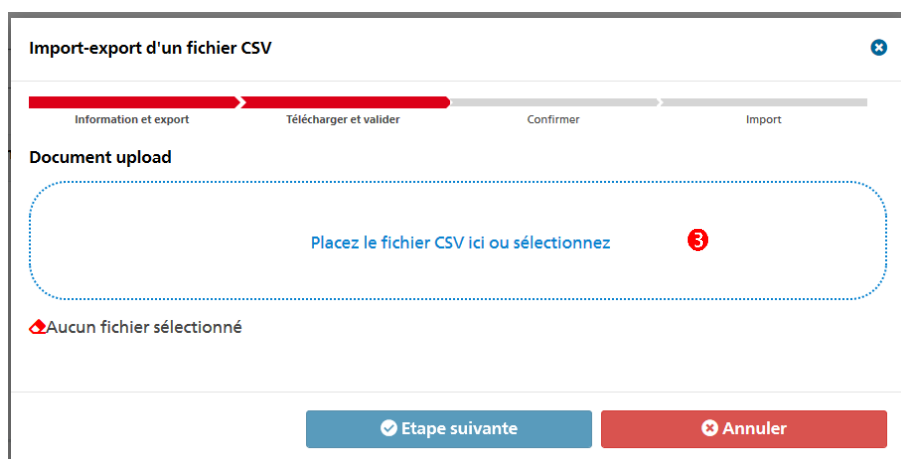 Import-export d'un fichier CSV
Information et export
Télécharger et valider
Confirmer
Import
Document upload
Placez le fichier CSV ici ou sélectionnez
3
Aucun fichier sélectionné
Etape suivante
Annuler